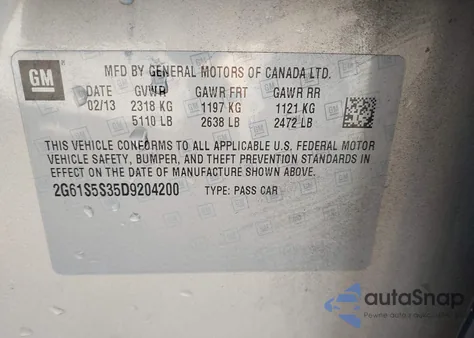 GM
MFD BY GENERAL MOTORS OF CANADA LTD.
DATE GVWR GAWR FRT GAWR RR
02/13 2318 KG 1197 KG 1121 KG
5110 LB 2638 LB 2472 LB
THIS VEHICLE CONFORMS TO ALL APPLICABLE U.S. FEDERAL MOTOR
VEHICLE SAFETY, BUMPER, AND THEFT PREVENTION STANDARDS IN
EFFECT ON THE DATE OF MANUFACTURE SHOWN ABOVE.
2G61S5S35D9204200 TYPE: PASS CAR
autoSnap